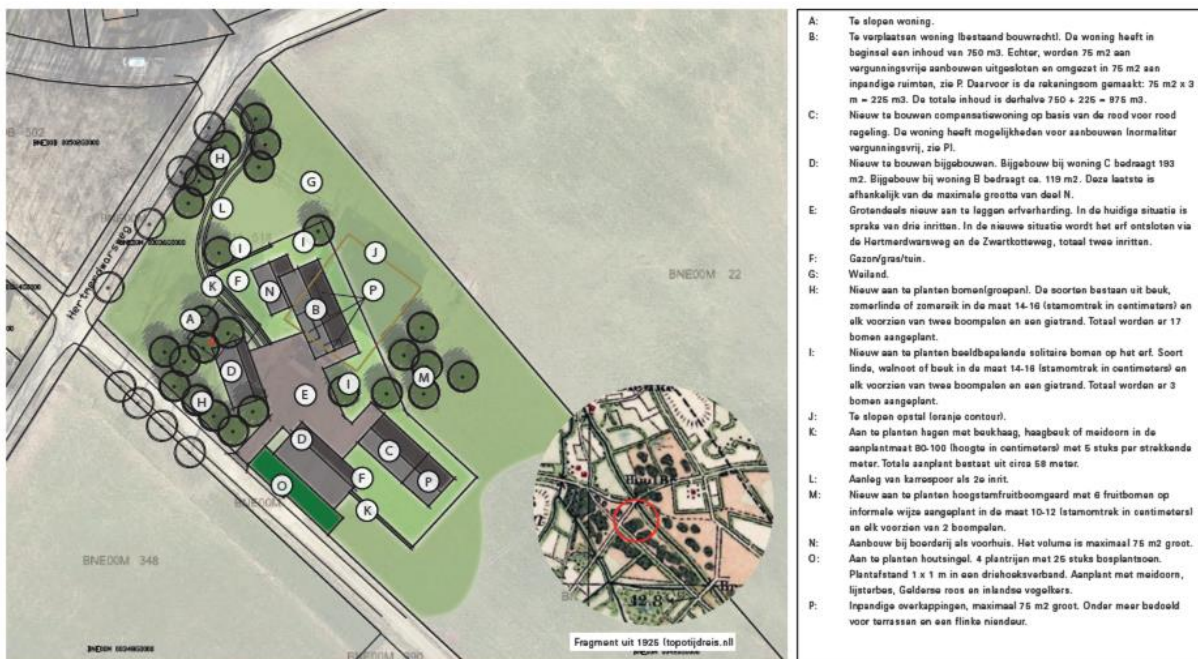 A: Te slopen woning.
B: Te verplaatsen woning (bestaand bouwrecht). De woning heeft in
beginsel een inhoud van 750 m3. Echter, worden 75 m2 aan
vergunningsvrije aanbouwen uitgesloten en omgezet in 75 m2 aan
inpandige ruimten, zie P. Daarvoor is de rekeningsom gemaakt: 75 m2 x 3
m = 225 m3. De totale inhoud is derhalve 750 + 225 = 975 m3.
C: Nieuw te bouwen compensatiewoning op basis van de rood voor rood
regeling. De woning heeft mogelijkheden voor aanbouwen (normaliter
vergunningsvrij, zie P).
D: Nieuw te bouwen bijgebouwen. Bijgebouw bij woning C bedraagt 193
m2. Bijgebouw bij woning B bedraagt ca. 119 m2. Deze laatste is
afhankelijk van de maximale grootte van deel N.
E: Grotendeels nieuw aan te leggen erfverharding. In de huidige situatie is
sprake van drie inritten. In de nieuwe situatie wordt het erf ontsloten via
de Hertmerdwarsweg en de Zwartkotteweg, totaal twee inritten.
F: Gazon/gras/tuin.
G: Weiland.
H: Nieuw aan te planten bomen(groepen). De soorten bestaan uit beuk,
zomerlinde of zomereik in de maat 14-16 (stamomtrek in centimeters) en
elk voorzien van twee boompalen en een gietrand. Totaal worden er 17
bomen aangeplant.
I: Nieuw aan te planten beeldbepalende solitaire bomen op het erf. Soort
linde, walnoot of beuk in de maat 14-16 (stamomtrek in centimeters) en
elk voorzien van twee boompalen en een gietrand. Totaal worden er 3
bomen aangeplant.
J: Te slopen opstal (oranje contour).
K: Aan te planten hagen met beukhaag, haagbeuk of meidoorn in de
aanplantmaat 80-100 (hoogte in centimeters) met 5 stuks per strekkende
meter. Totale aanplant bestaat uit circa 58 meter.
L: Aanleg van karrespoor als 2e inrit.
M: Nieuw aan te planten hoogstamfruitboomgaard met 6 fruitbomen op
informele wijze aangeplant in de maat 10-12 (stamomtrek in centimeters)
en elk voorzien van 2 boompalen.
N: Aanbouw bij boerderij als voorhuis. Het volume is maximaal 75 m2 groot.
O: Aan te planten houtsingel. 4 plantrijen met 25 stuks bosplantsoen.
Plantafstand 1 x 1 m in een driehoeksverband. Aanplant met meidoorn,
lijsterbes, Gelderse roos en inlandse vogelkers.
P: Inpandige overkappingen, maximaal 75 m2 groot. Onder meer bedoeld
voor terrassen en een flinke niendeur.
Hertmerdwarsweg
H
G
L
I
I
J
K
F
N
P
B
A
D
I
M
E
H
D
C
F
P
O
K
BNE00M 22
BNE00M 348
Fragment uit 1925 (topotijdreis.nl)